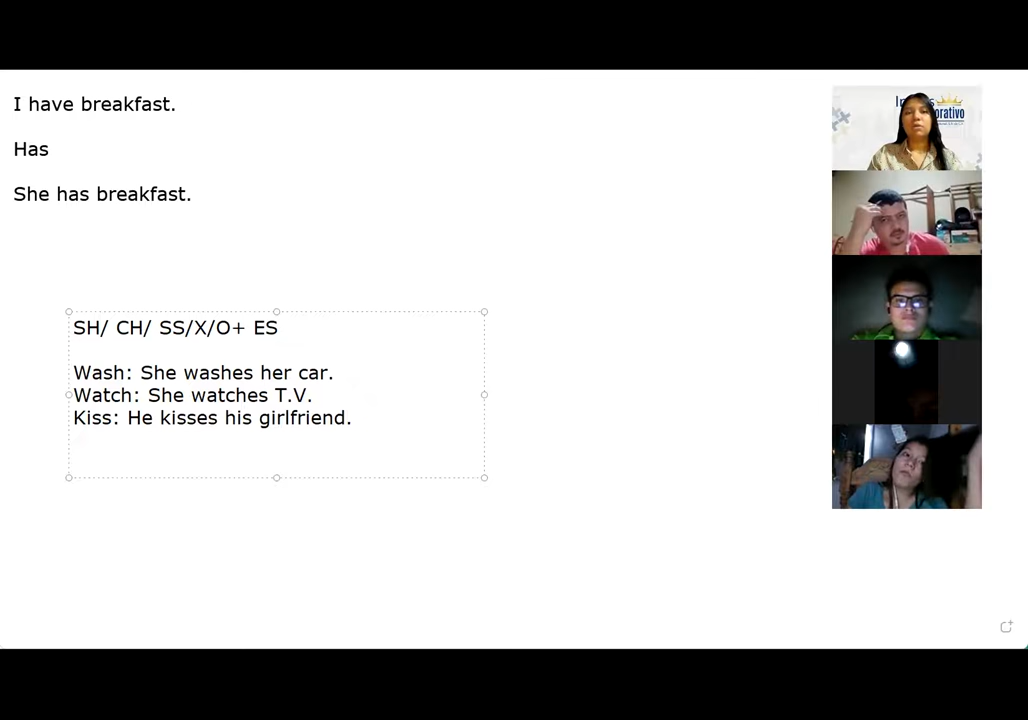 I have breakfast.
Has
She has breakfast.
SH/ CH/ SS/X/O+ ES
Wash: She washes her car.
Watch: She watches T.V.
Kiss: He kisses his girlfriend.